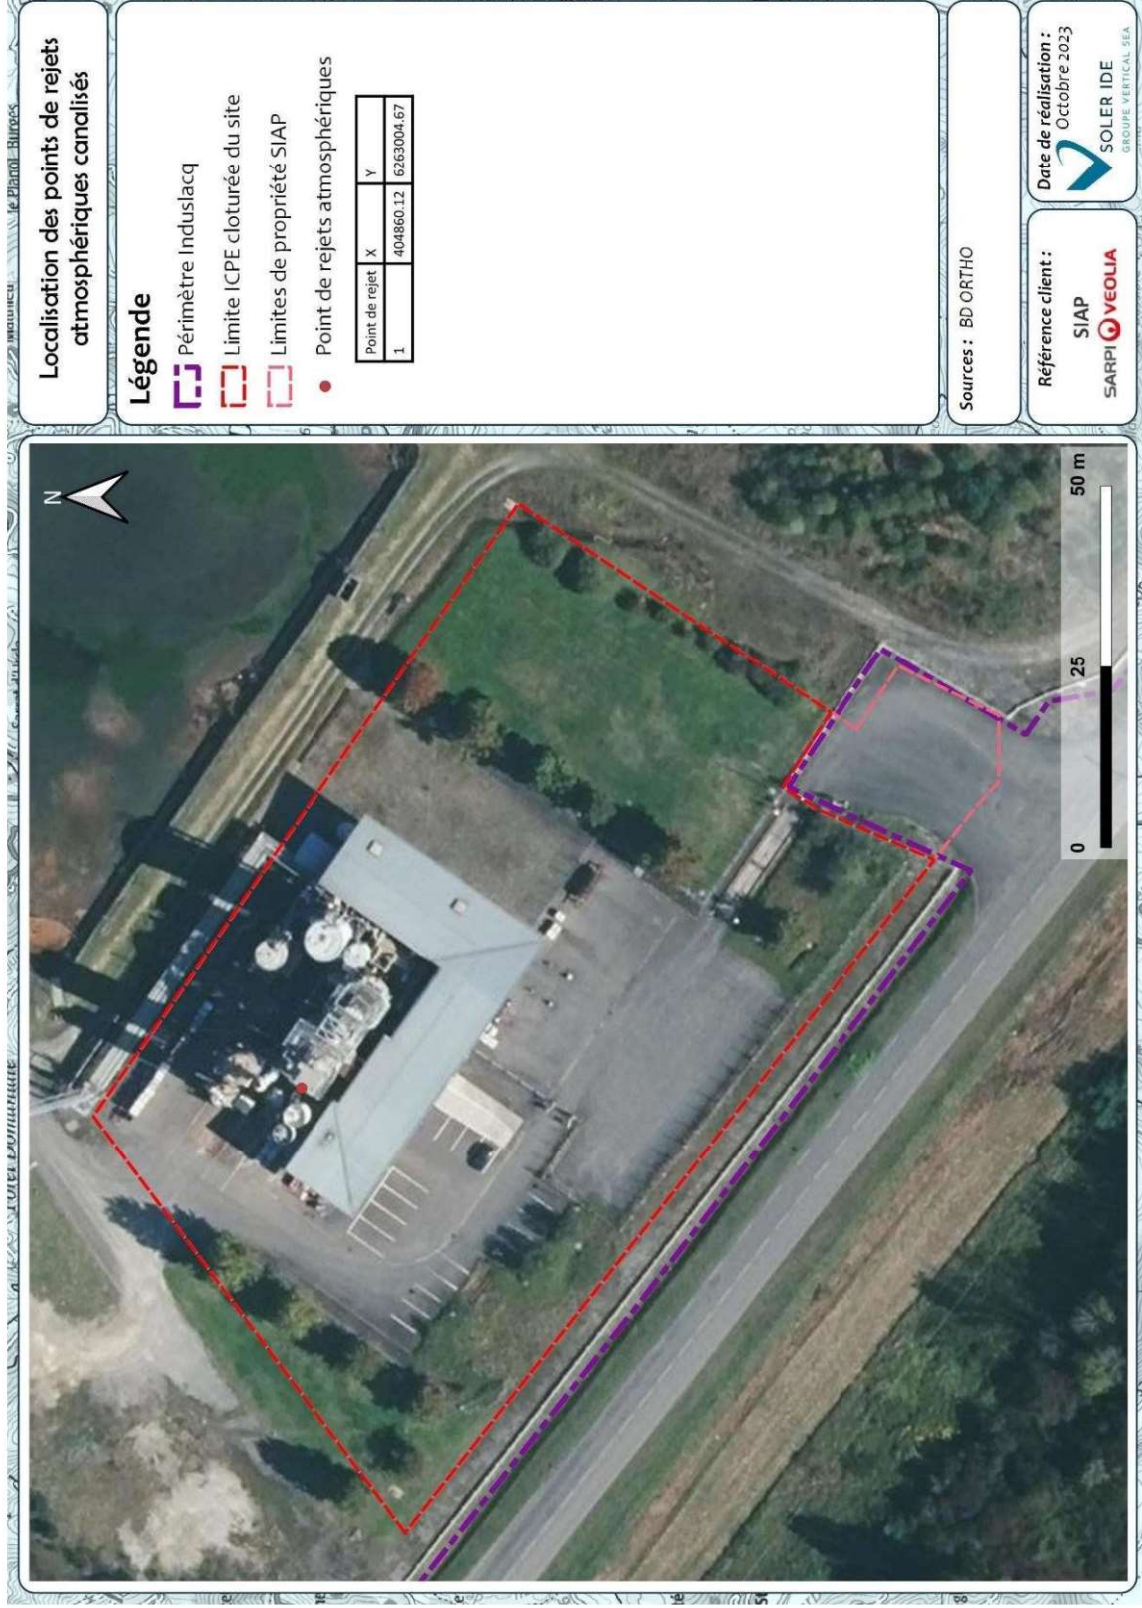 Localisation des points de rejets
atmosphériques canalisés
Légende
Périmètre Induslacq
Limite ICPE cloturée du site
Limites de propriété SIAP
Point de rejets atmosphériques
Point de rejet X Y
1 404860.12 6263004.67
Sources : BD ORTHO
Référence client :
SIAP
SARPI VEOLIA
Date de réalisation :
Octobre 2023
SOLER IDE
GROUPE VERTICAL SEA
N
0 25 50 m